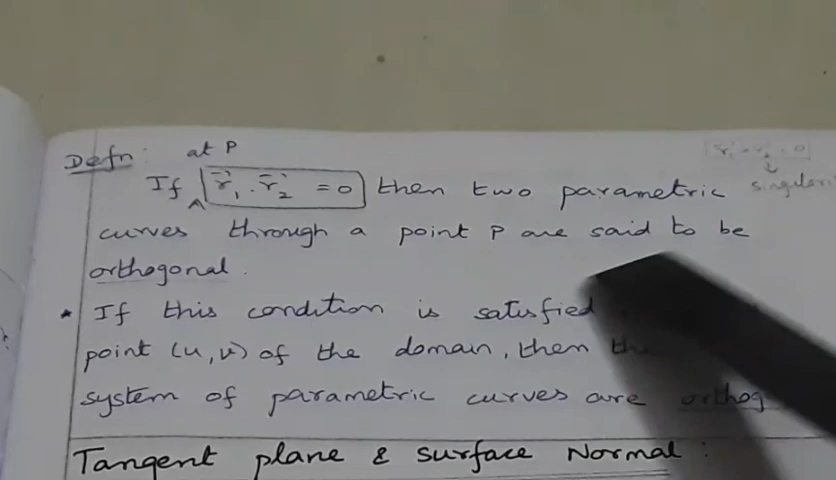 Defn: at P
If r̄₁ . r̄₂ = 0 then two parametric
curves through a point P are said to be
orthogonal.
* If this condition is satisfied
point (u, v) of the domain, then
system of parametric curves are orthog
Tangent plane & surface Normal :